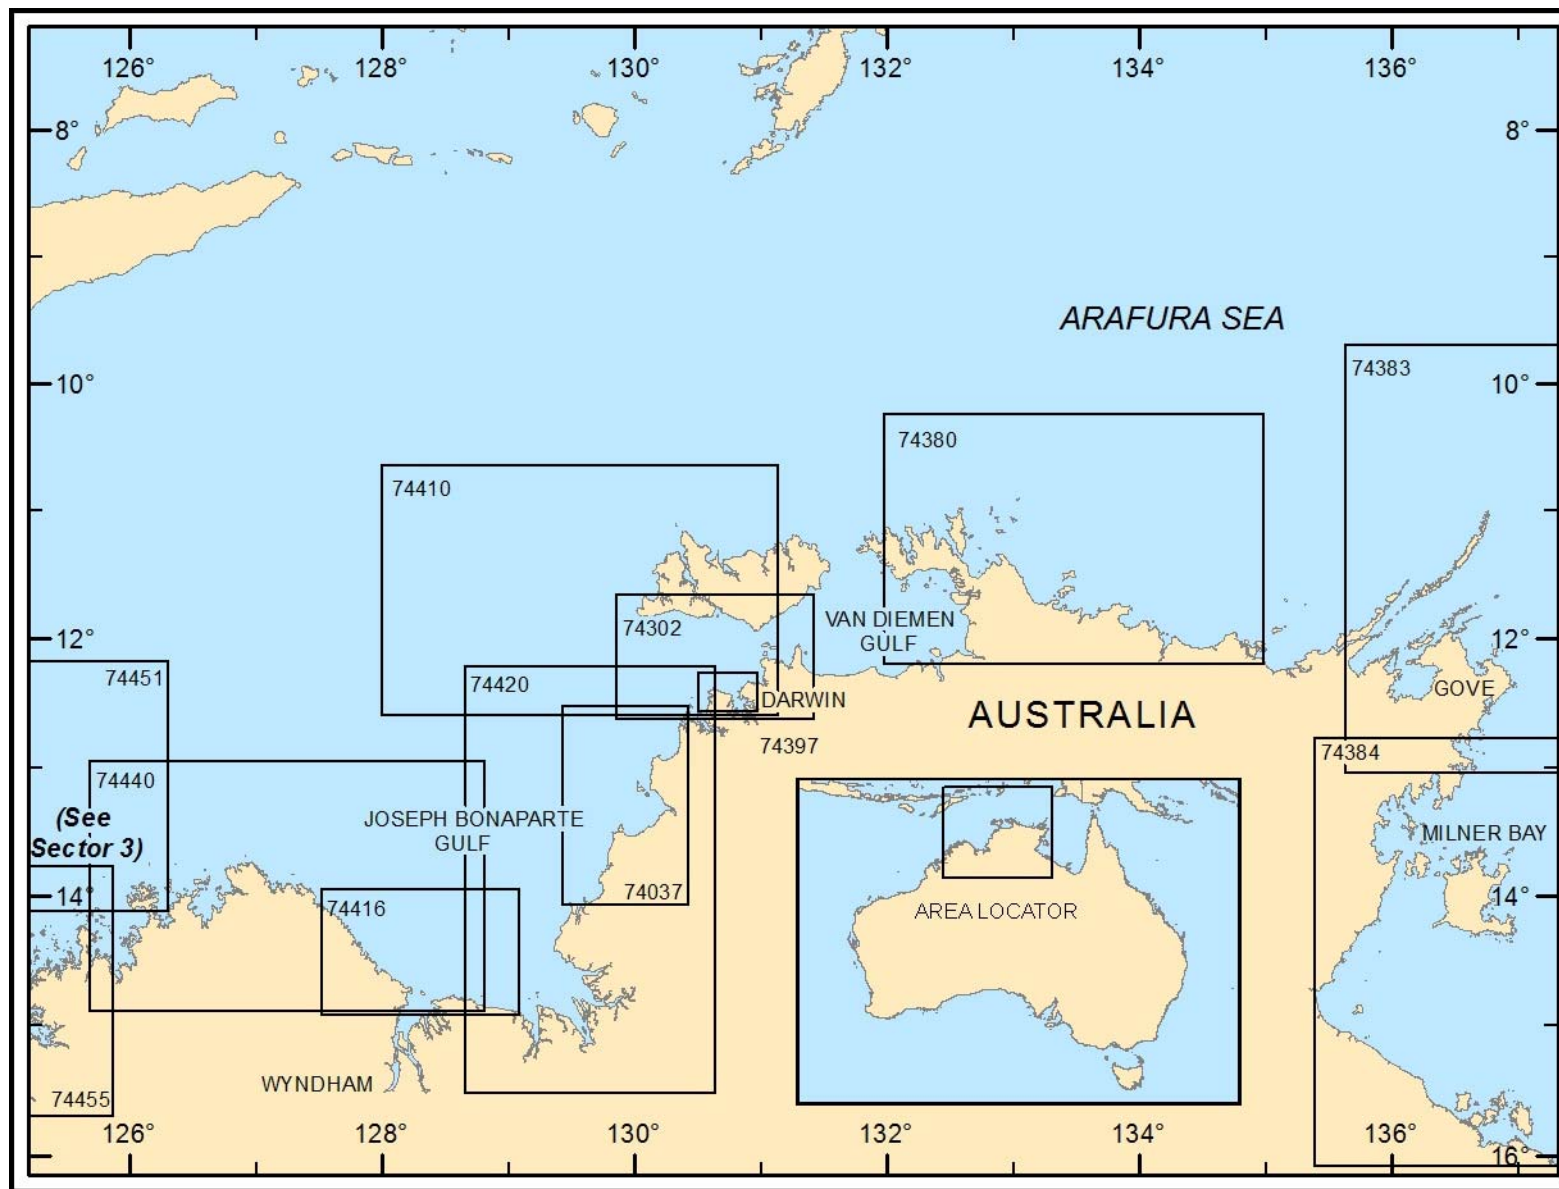 126° 128° 130° 132° 134° 136°
8° 8°
ARAFURA SEA
74383
10° 10°
74380
74410
VAN DIEMEN
GULF
74302
12° 12°
74451
74420
GOVE
DARWIN
AUSTRALIA
74397
74384
74440
JOSEPH BONAPARTE
GULF
(See
Sector 3)
MILNER BAY
74037
14° 14°
74416
AREA LOCATOR
WYNDHAM
74455
126° 128° 130° 132° 134° 136°
16°